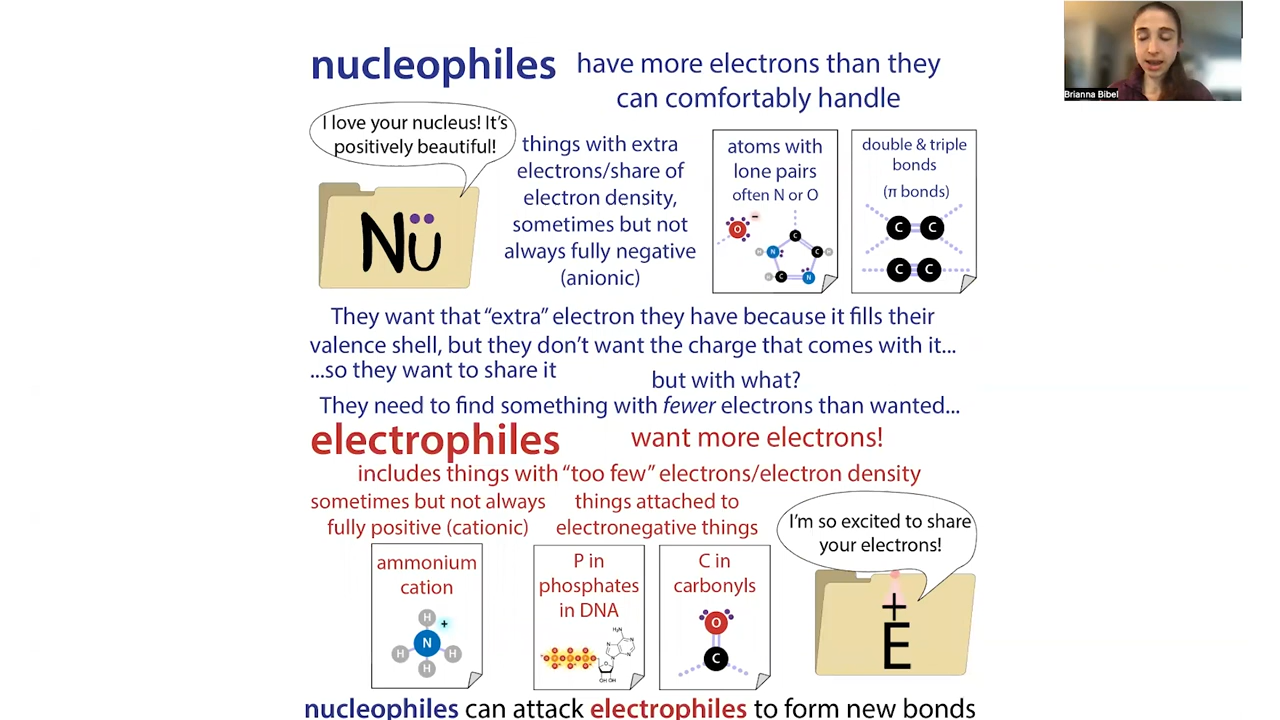 nucleophiles have more electrons than they
can comfortably handle
I love your nucleus! It's
positively beautiful!
Nü
things with extra
electrons/share of
electron density,
sometimes but not
always fully negative
(anionic)
atoms with
lone pairs
often N or O
O
−
C
H N C H
H C N
double & triple
bonds
(π bonds)
C C
C C
They want that “extra” electron they have because it fills their
valence shell, but they don't want the charge that comes with it...
...so they want to share it
but with what?
They need to find something with fewer electrons than wanted...
electrophiles want more electrons!
includes things with “too few” electrons/electron density
sometimes but not always
fully positive (cationic)
things attached to
electronegative things
ammonium
cation
H
+
N
H H
H
P in
phosphates
in DNA
H₂N
N
N
N
N
O
OH OH
C in
carbonyls
O
C
I'm so excited to share
your electrons!
+
E
nucleophiles can attack electrophiles to form new bonds
Brianna Bibel